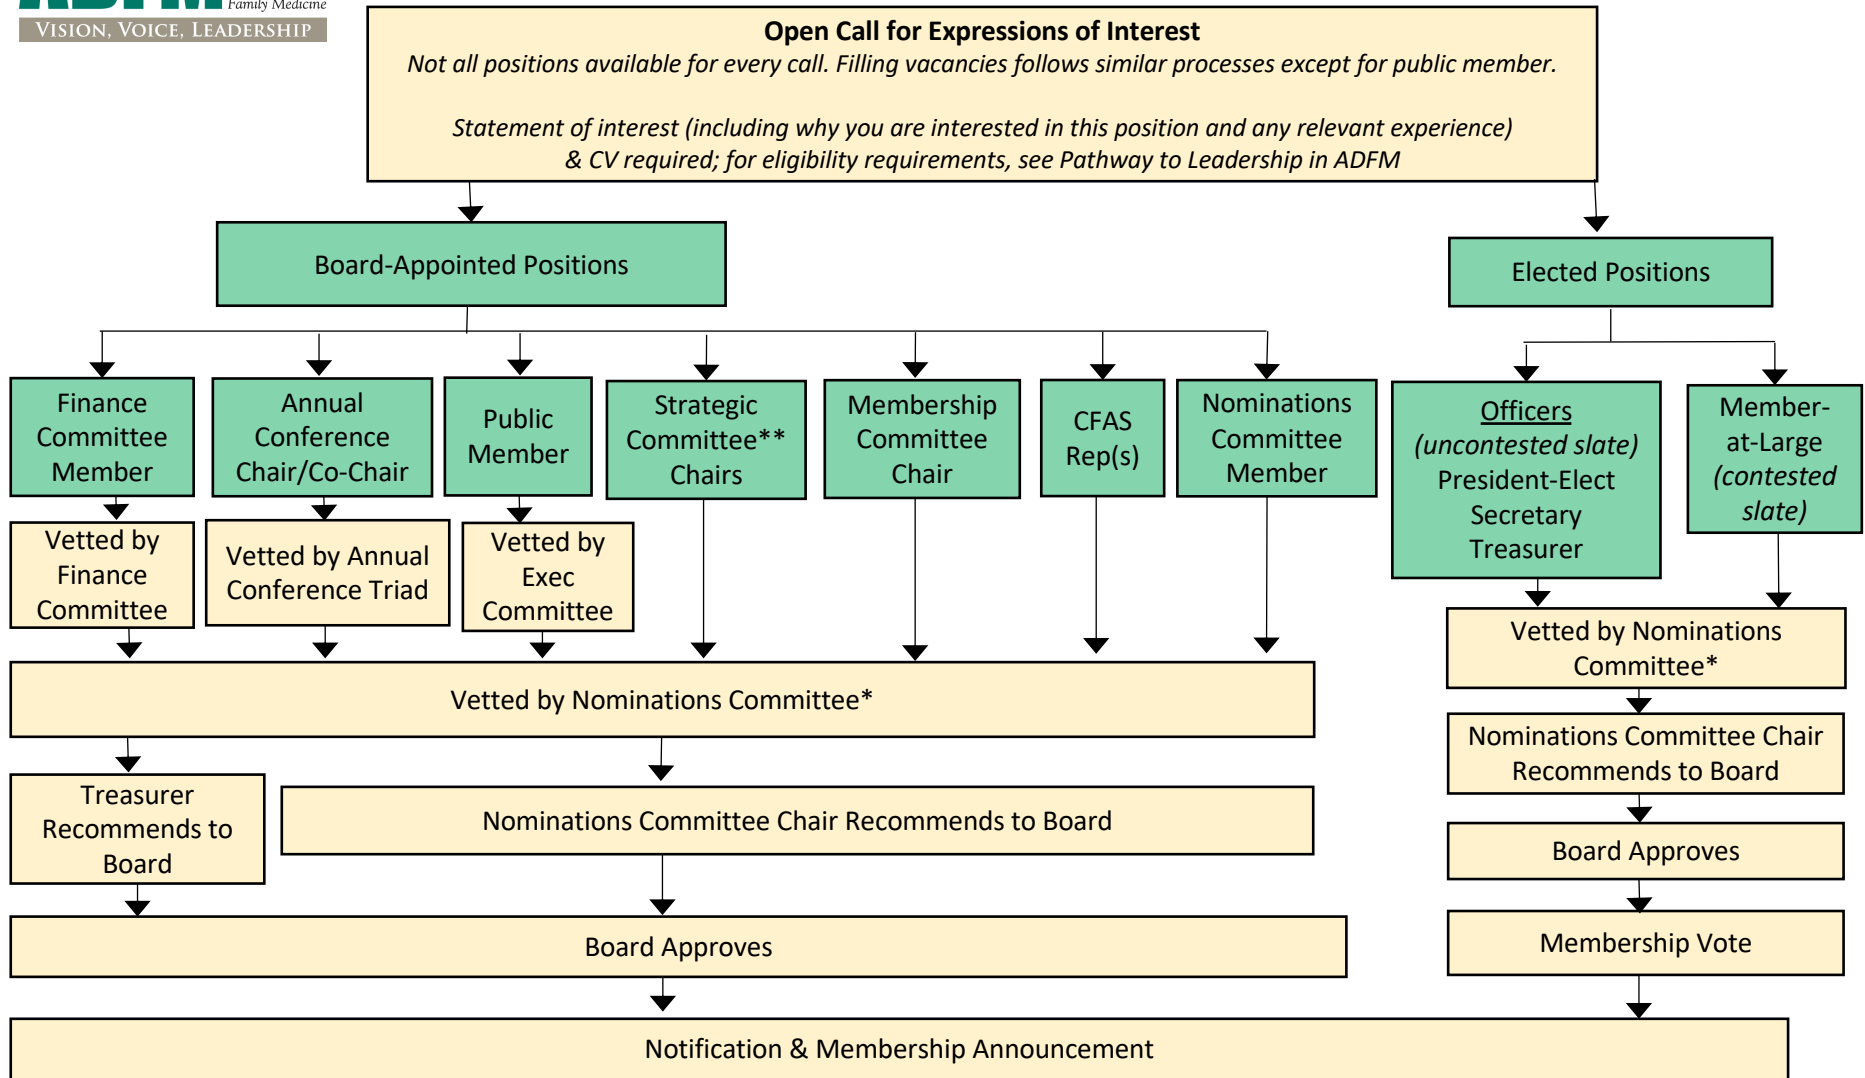 ADFM
Family Medicine
VISION, VOICE, LEADERSHIP
Open Call for Expressions of Interest
Not all positions available for every call. Filling vacancies follows similar processes except for public member.
Statement of interest (including why you are interested in this position and any relevant experience)
& CV required; for eligibility requirements, see Pathway to Leadership in ADFM
Board-Appointed Positions
Elected Positions
Finance
Committee
Member
Annual
Conference
Chair/Co-Chair
Public
Member
Strategic
Committee**
Chairs
Membership
Committee
Chair
CFAS
Rep(s)
Nominations
Committee
Member
Officers
(uncontested slate)
President-Elect
Secretary
Treasurer
Member-
at-Large
(contested
slate)
Vetted by
Finance
Committee
Vetted by Annual
Conference Triad
Vetted by
Exec
Committee
Vetted by Nominations
Committee*
Vetted by Nominations Committee*
Nominations Committee Chair
Recommends to Board
Treasurer
Recommends to
Board
Nominations Committee Chair Recommends to Board
Board Approves
Board Approves
Membership Vote
Notification & Membership Announcement